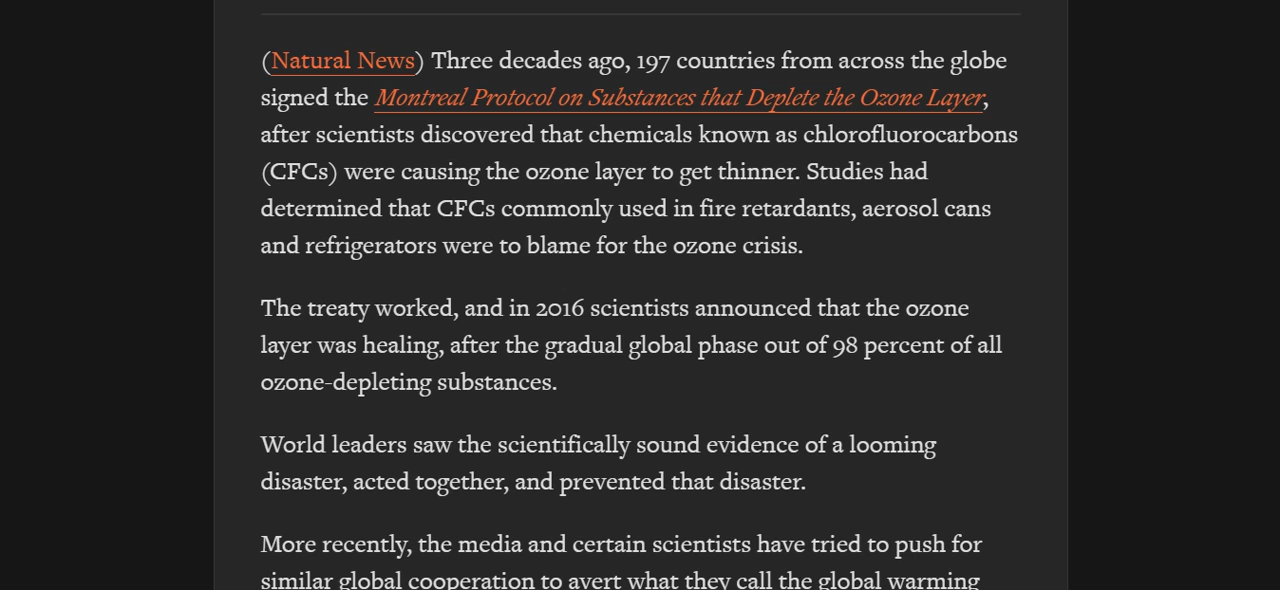 (Natural News) Three decades ago, 197 countries from across the globe
signed the Montreal Protocol on Substances that Deplete the Ozone Layer,
after scientists discovered that chemicals known as chlorofluorocarbons
(CFCs) were causing the ozone layer to get thinner. Studies had
determined that CFCs commonly used in fire retardants, aerosol cans
and refrigerators were to blame for the ozone crisis.
The treaty worked, and in 2016 scientists announced that the ozone
layer was healing, after the gradual global phase out of 98 percent of all
ozone-depleting substances.
World leaders saw the scientifically sound evidence of a looming
disaster, acted together, and prevented that disaster.
More recently, the media and certain scientists have tried to push for
similar global cooperation to avert what they call the global warming